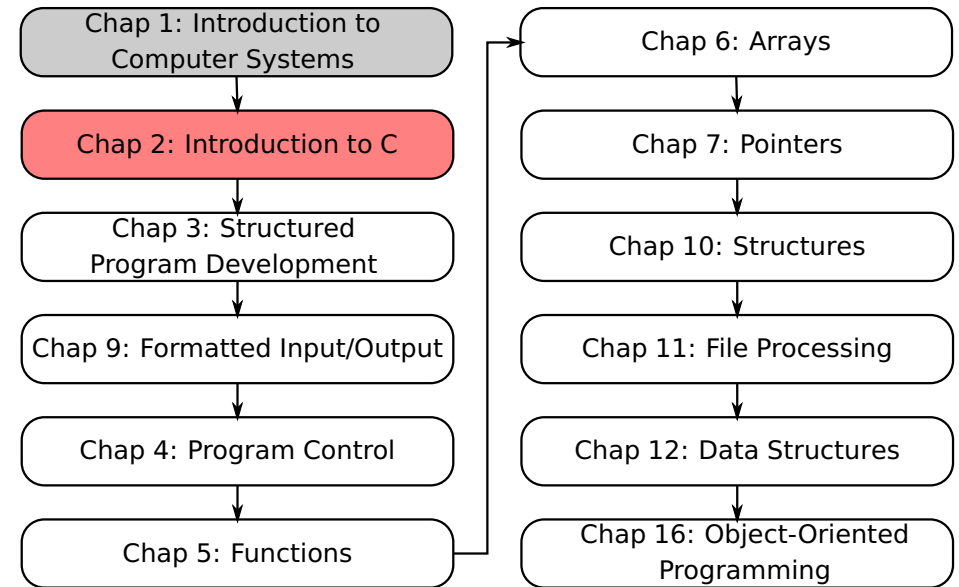 Chap 1: Introduction to
Computer Systems
Chap 2: Introduction to C
Chap 3: Structured
Program Development
Chap 9: Formatted Input/Output
Chap 4: Program Control
Chap 5: Functions
Chap 6: Arrays
Chap 7: Pointers
Chap 10: Structures
Chap 11: File Processing
Chap 12: Data Structures
Chap 16: Object-Oriented
Programming